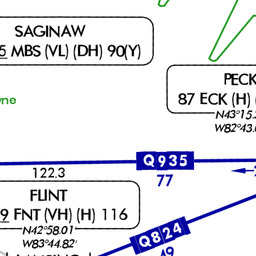 SAGINAW
5 MBS (VL) (DH) 90(Y)
PECK
87 ECK (H)
N43°15.
W82°43.
Q935
122.3
77
FLINT
9 FNT (VH) (H) 116
N42°58.01'
W83°44.82'
Q824
49